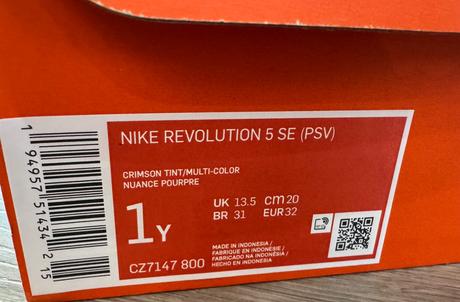 NIKE REVOLUTION 5 SE (PSV)
CRIMSON TINT/MULTI-COLOR
NUANCE POURPRE
1Y
UK 13.5 cm 20
BR 31 EUR 32
MADE IN INDONESIA /
FABRIQUÉ EN INDONÉSIE /
FABRICADO NA INDONÉSIA /
HECHO EN INDONESIA
CZ7147 800
1 94957 51434 2 15